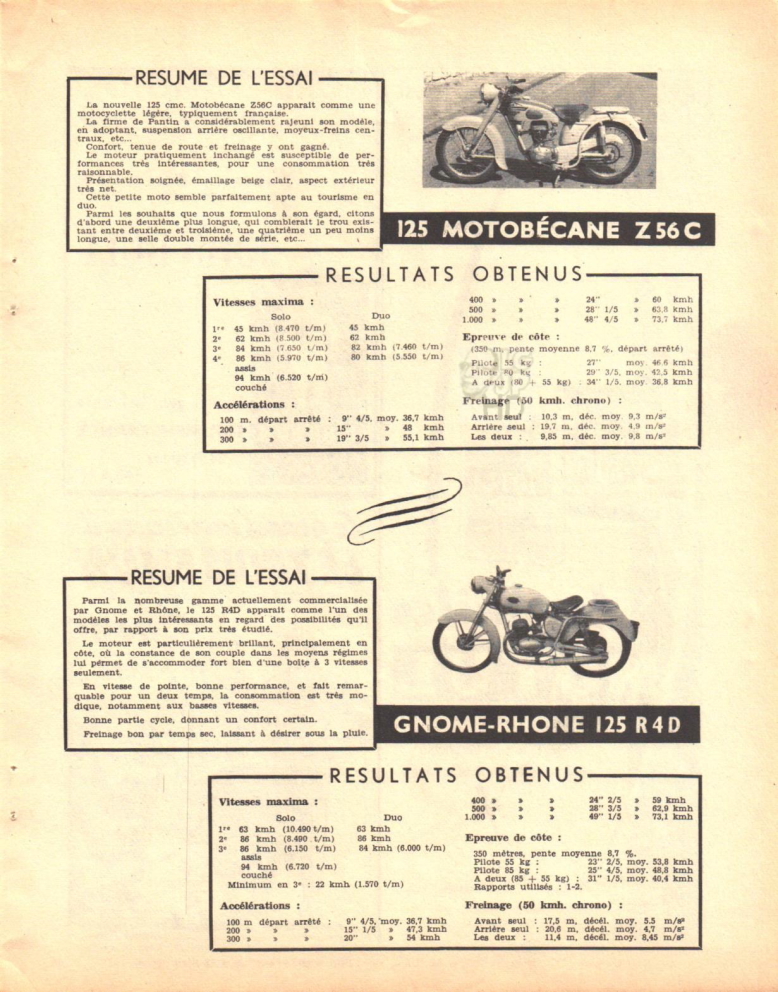 RESUME DE L'ESSAI
La nouvelle 125 cmc. Motobécane Z56C apparaît comme une
motocyclette légère, typiquement française.
La firme de Pantin a considérablement rajeuni son modèle,
en adoptant, suspension arrière oscillante, moyeux-freins cen-
traux, etc...
Confort, tenue de route et freinage y ont gagné.
Le moteur pratiquement inchangé est susceptible de per-
formances très intéressantes, pour une consommation très
raisonnable.
Présentation soignée, émaillage beige clair, aspect extérieur
très net.
Cette petite moto semble parfaitement apte au tourisme en
duo.
Parmi les souhaits que nous formulons à son égard, citons
d'abord une deuxième plus longue, qui comblerait le trou exis-
tant entre deuxième et troisième, une quatrième un peu moins
longue, une selle double montée de série, etc...
125 MOTOBÉCANE Z56C
RESULTATS OBTENUS
Vitesses maxima :
Solo Duo
1re 45 kmh (8.470 t/m) 45 kmh
2e 62 kmh (8.500 t/m) 62 kmh
3e 84 kmh (7.650 t/m) 82 kmh (7.460 t/m)
4e 86 kmh (5.970 t/m) 80 kmh (5.550 t/m)
assis
94 kmh (6.520 t/m)
couché
Accélérations :
100 m. départ arrêté : 9" 4/5, moy. 36,7 kmh
200 » » » 15" » 48 kmh
300 » » » 19" 3/5 » 55,1 kmh
400 » » » 24" » 60 kmh
500 » » » 28" 1/5 » 63,8 kmh
1.000 » » » 48" 4/5 » 73,7 kmh
Epreuve de côte :
(350 m. pente moyenne 8,7 %, départ arrêté)
Pilote 55 kg : 27" moy. 46,6 kmh
Pilote 80 kg : 29" 3/5, moy. 42,5 kmh
A deux (80 + 55 kg) : 34" 1/5, moy. 36,8 kmh
Freinage (50 kmh. chrono) :
Avant seul : 10,3 m, déc. moy. 9,3 m/s²
Arrière seul : 19,7 m, déc. moy. 4,9 m/s²
Les deux : 9,85 m, déc. moy. 9,8 m/s²
RESUME DE L'ESSAI
Parmi la nombreuse gamme actuellement commercialisée
par Gnome et Rhône, le 125 R4D apparaît comme l'un des
modèles les plus intéressants en regard des possibilités qu'il
offre, par rapport à son prix très étudié.
Le moteur est particulièrement brillant, principalement en
côte, où la constance de son couple dans les moyens régimes
lui permet de s'accommoder fort bien d'une boîte à 3 vitesses
seulement.
En vitesse de pointe, bonne performance, et fait remar-
quable pour un deux temps, la consommation est très mo-
dique, notamment aux basses vitesses.
Bonne partie cycle, donnant un confort certain.
Freinage bon par temps sec, laissant à désirer sous la pluie.
GNOME-RHONE 125 R4D
RESULTATS OBTENUS
Vitesses maxima :
Solo Duo
1re 63 kmh (10.490 t/m) 63 kmh
2e 86 kmh (8.490 t/m) 86 kmh
3e 86 kmh (6.150 t/m) 84 kmh (6.000 t/m)
assis
94 kmh (6.720 t/m)
couché
Minimum en 3e : 22 kmh (1.570 t/m)
Accélérations :
100 m départ arrêté : 9" 4/5, moy. 36,7 kmh
200 » » » 15" 1/5 » 47,3 kmh
300 » » » 20" » 54 kmh
400 » » » 24" 2/5 » 59 kmh
500 » » » 28" 3/5 » 62,9 kmh
1.000 » » » 49" 1/5 » 73,1 kmh
Epreuve de côte :
350 mètres, pente moyenne 8,7 %.
Pilote 55 kg : 23" 2/5, moy. 53,8 kmh
Pilote 85 kg : 25" 4/5, moy. 48,8 kmh
A deux (85 + 55 kg) : 31" 1/5, moy. 40,4 kmh
Rapports utilisés : 1-2.
Freinage (50 kmh. chrono) :
Avant seul : 17,5 m, décél. moy. 5.5 m/s²
Arrière seul : 20,6 m, décél. moy. 4,7 m/s²
Les deux : 11,4 m, décél. moy. 8,45 m/s²